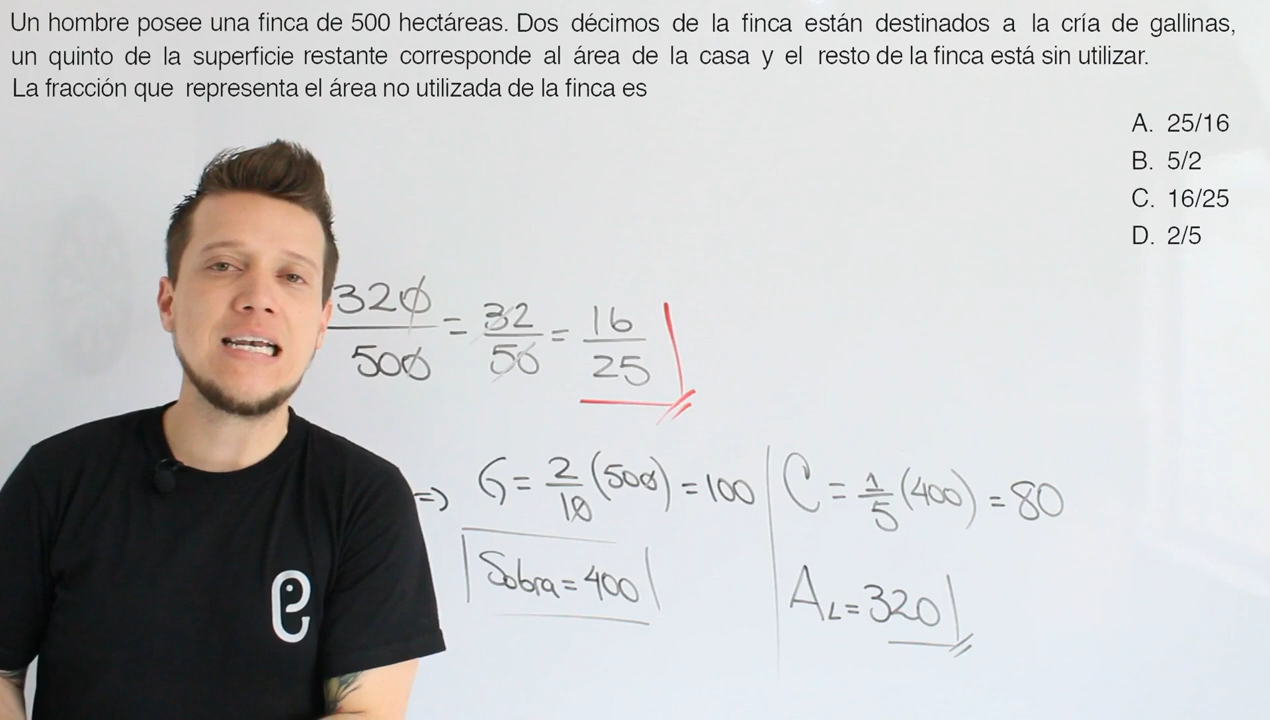 Un hombre posee una finca de 500 hectáreas. Dos décimos de la finca están destinados a la cría de gallinas,
un quinto de la superficie restante corresponde al área de la casa y el resto de la finca está sin utilizar.
La fracción que representa el área no utilizada de la finca es
A. 25/16
B. 5/2
C. 16/25
D. 2/5
320/500 = 32/50 = 16/25
=> G = 2/10 (500) = 100
Sobra = 400
C = 1/5 (400) = 80
AL = 320
e